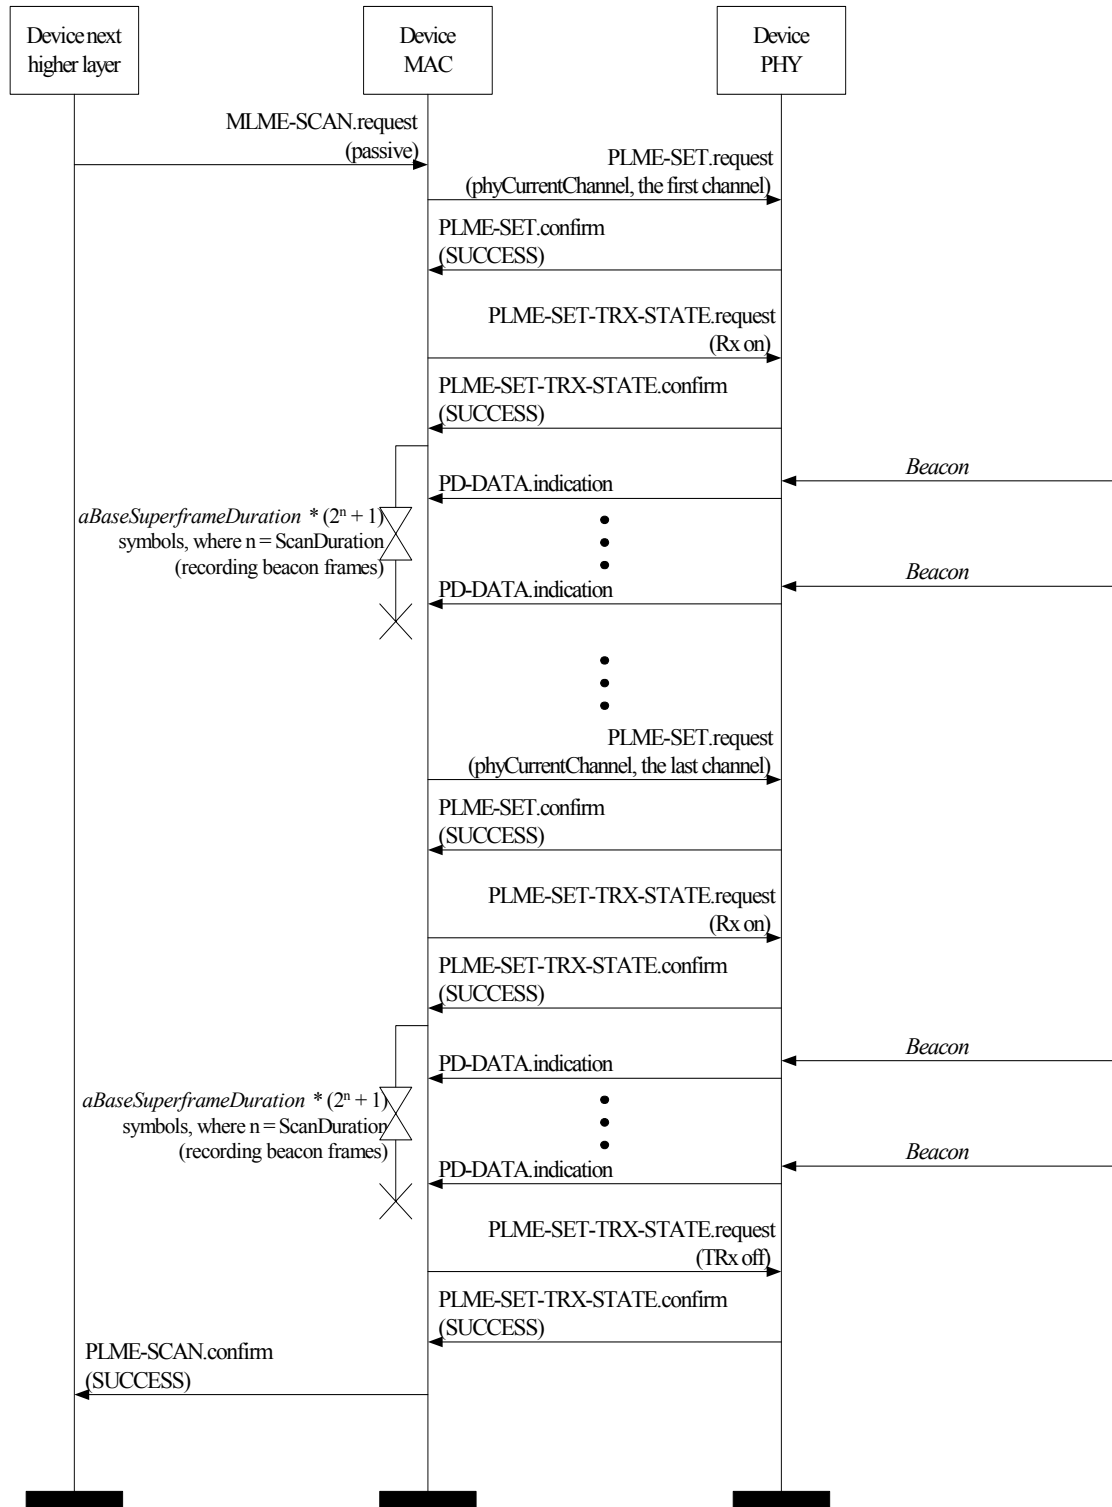 Device next
higher layer
Device
MAC
Device
PHY
MLME-SCAN.request
(passive)
PLME-SET.request
(phyCurrentChannel, the first channel)
PLME-SET.confirm
(SUCCESS)
PLME-SET-TRX-STATE.request
(Rx on)
PLME-SET-TRX-STATE.confirm
(SUCCESS)
Beacon
PD-DATA.indication
aBaseSuperframeDuration * (2ⁿ + 1)
symbols, where n = ScanDuration
(recording beacon frames)
Beacon
PD-DATA.indication
PLME-SET.request
(phyCurrentChannel, the last channel)
PLME-SET.confirm
(SUCCESS)
PLME-SET-TRX-STATE.request
(Rx on)
PLME-SET-TRX-STATE.confirm
(SUCCESS)
Beacon
PD-DATA.indication
aBaseSuperframeDuration * (2ⁿ + 1)
symbols, where n = ScanDuration
(recording beacon frames)
Beacon
PD-DATA.indication
PLME-SET-TRX-STATE.request
(TRx off)
PLME-SET-TRX-STATE.confirm
(SUCCESS)
PLME-SCAN.confirm
(SUCCESS)